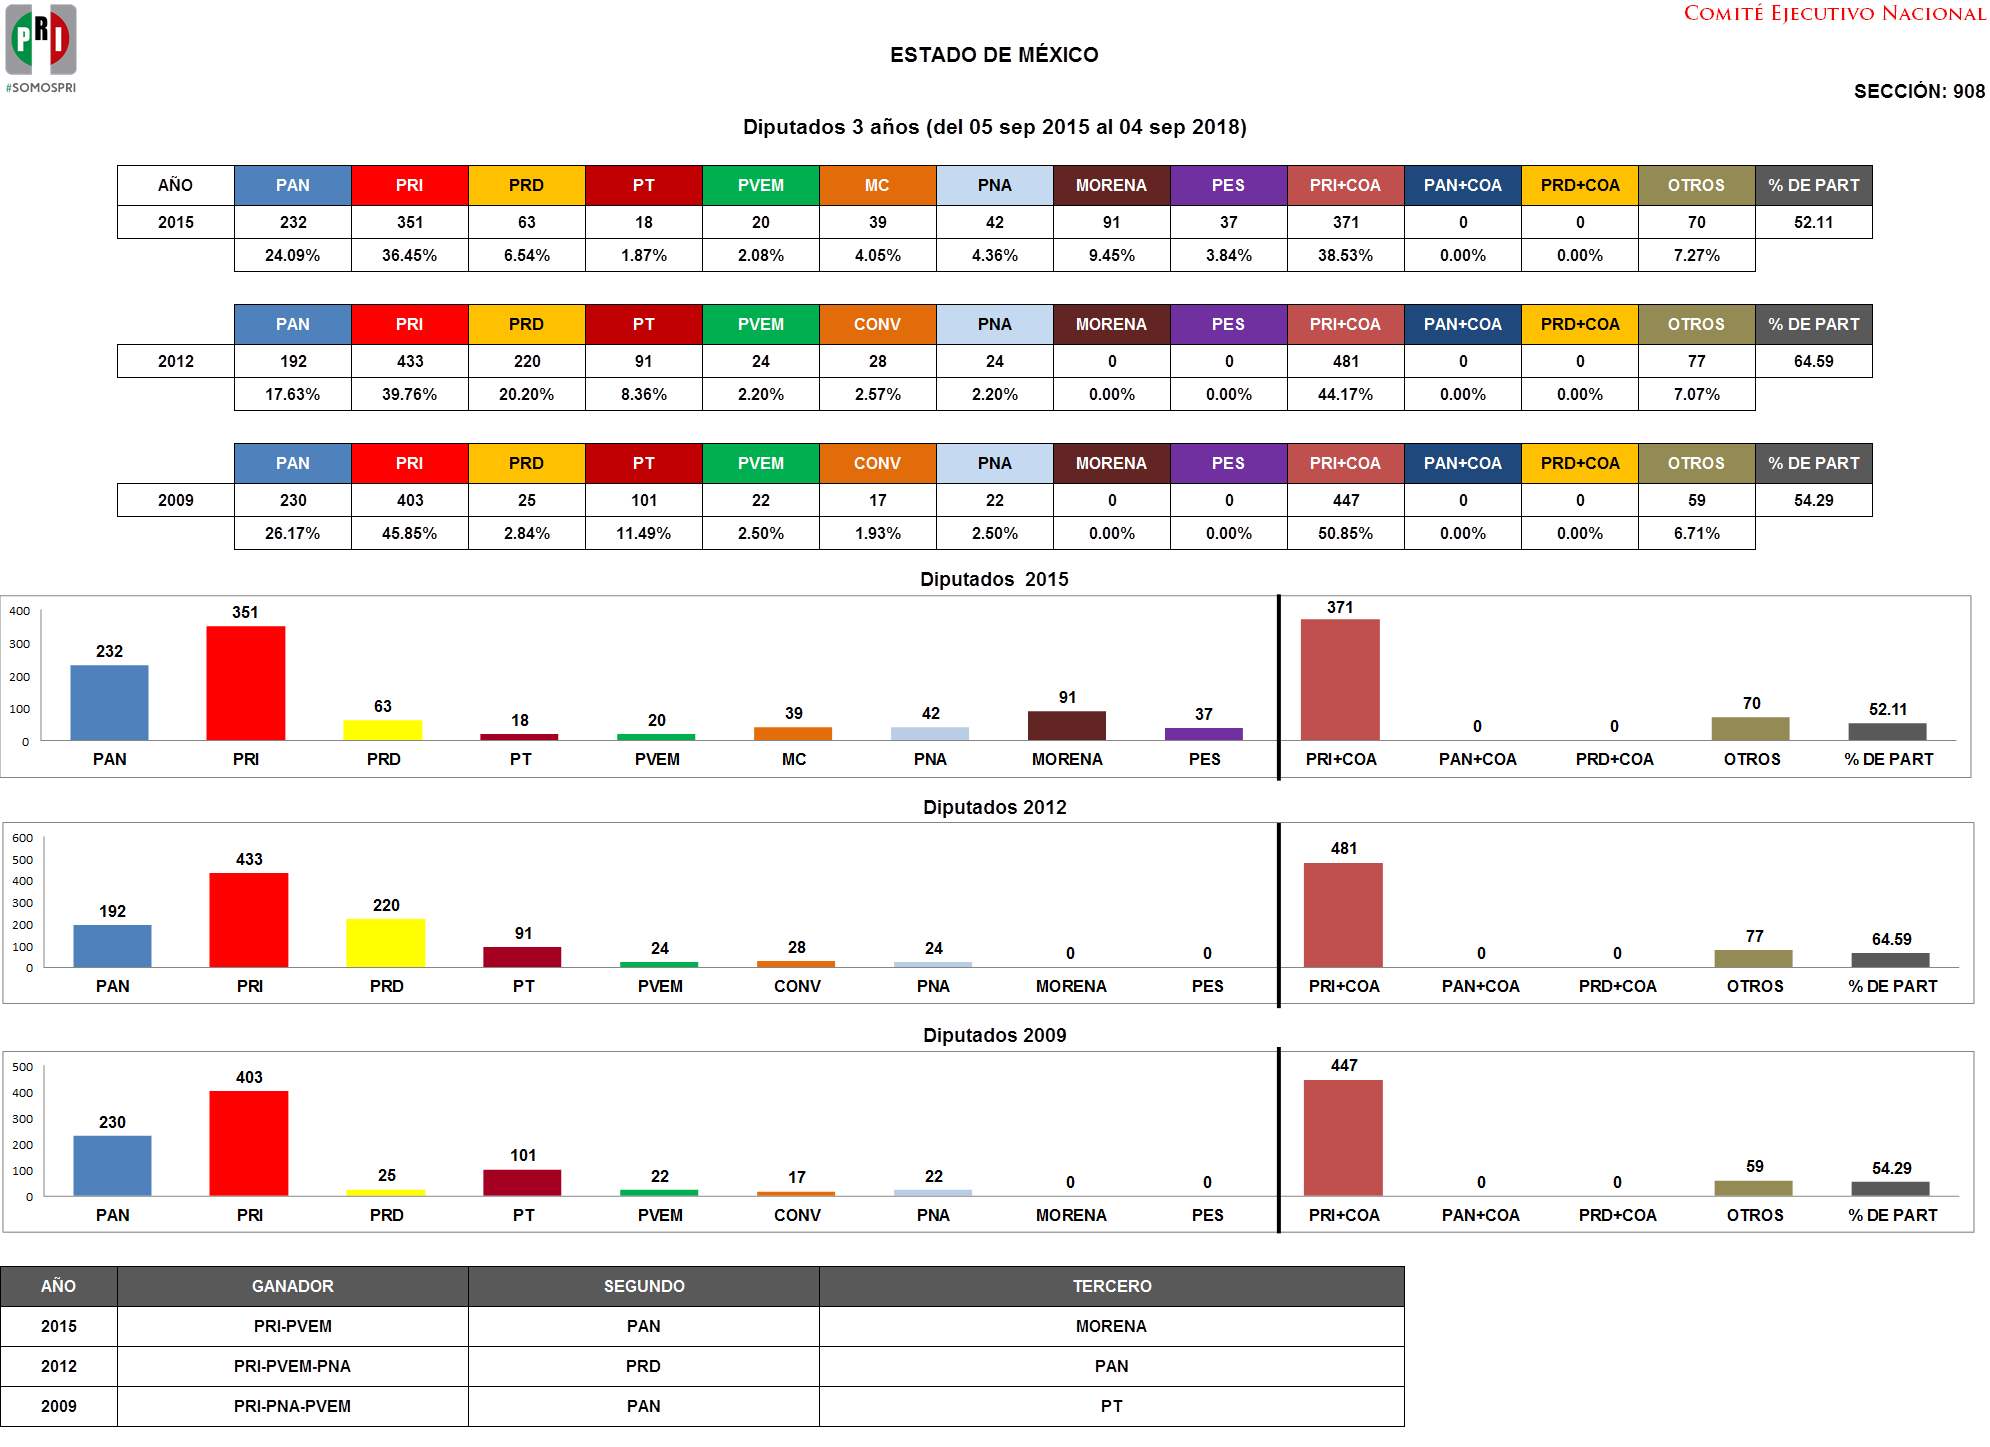 PRI
#SOMOSPRI
COMITÉ EJECUTIVO NACIONAL
ESTADO DE MÉXICO
SECCIÓN: 908
Diputados 3 años (del 05 sep 2015 al 04 sep 2018)
AÑO PAN PRI PRD PT PVEM MC PNA MORENA PES PRI+COA PAN+COA PRD+COA OTROS % DE PART
2015 232 351 63 18 20 39 42 91 37 371 0 0 70 52.11
24.09% 36.45% 6.54% 1.87% 2.08% 4.05% 4.36% 9.45% 3.84% 38.53% 0.00% 0.00% 7.27%
PAN PRI PRD PT PVEM CONV PNA MORENA PES PRI+COA PAN+COA PRD+COA OTROS % DE PART
2012 192 433 220 91 24 28 24 0 0 481 0 0 77 64.59
17.63% 39.76% 20.20% 8.36% 2.20% 2.57% 2.20% 0.00% 0.00% 44.17% 0.00% 0.00% 7.07%
PAN PRI PRD PT PVEM CONV PNA MORENA PES PRI+COA PAN+COA PRD+COA OTROS % DE PART
2009 230 403 25 101 22 17 22 0 0 447 0 0 59 54.29
26.17% 45.85% 2.84% 11.49% 2.50% 1.93% 2.50% 0.00% 0.00% 50.85% 0.00% 0.00% 6.71%
Diputados 2015
400
300
200
100
0
232 351 63 18 20 39 42 91 37 371 0 0 70 52.11
PAN PRI PRD PT PVEM MC PNA MORENA PES PRI+COA PAN+COA PRD+COA OTROS % DE PART
Diputados 2012
600
500
400
300
200
100
0
192 433 220 91 24 28 24 0 0 481 0 0 77 64.59
PAN PRI PRD PT PVEM CONV PNA MORENA PES PRI+COA PAN+COA PRD+COA OTROS % DE PART
Diputados 2009
500
400
300
200
100
0
230 403 25 101 22 17 22 0 0 447 0 0 59 54.29
PAN PRI PRD PT PVEM CONV PNA MORENA PES PRI+COA PAN+COA PRD+COA OTROS % DE PART
AÑO GANADOR SEGUNDO TERCERO
2015 PRI-PVEM PAN MORENA
2012 PRI-PVEM-PNA PRD PAN
2009 PRI-PNA-PVEM PAN PT